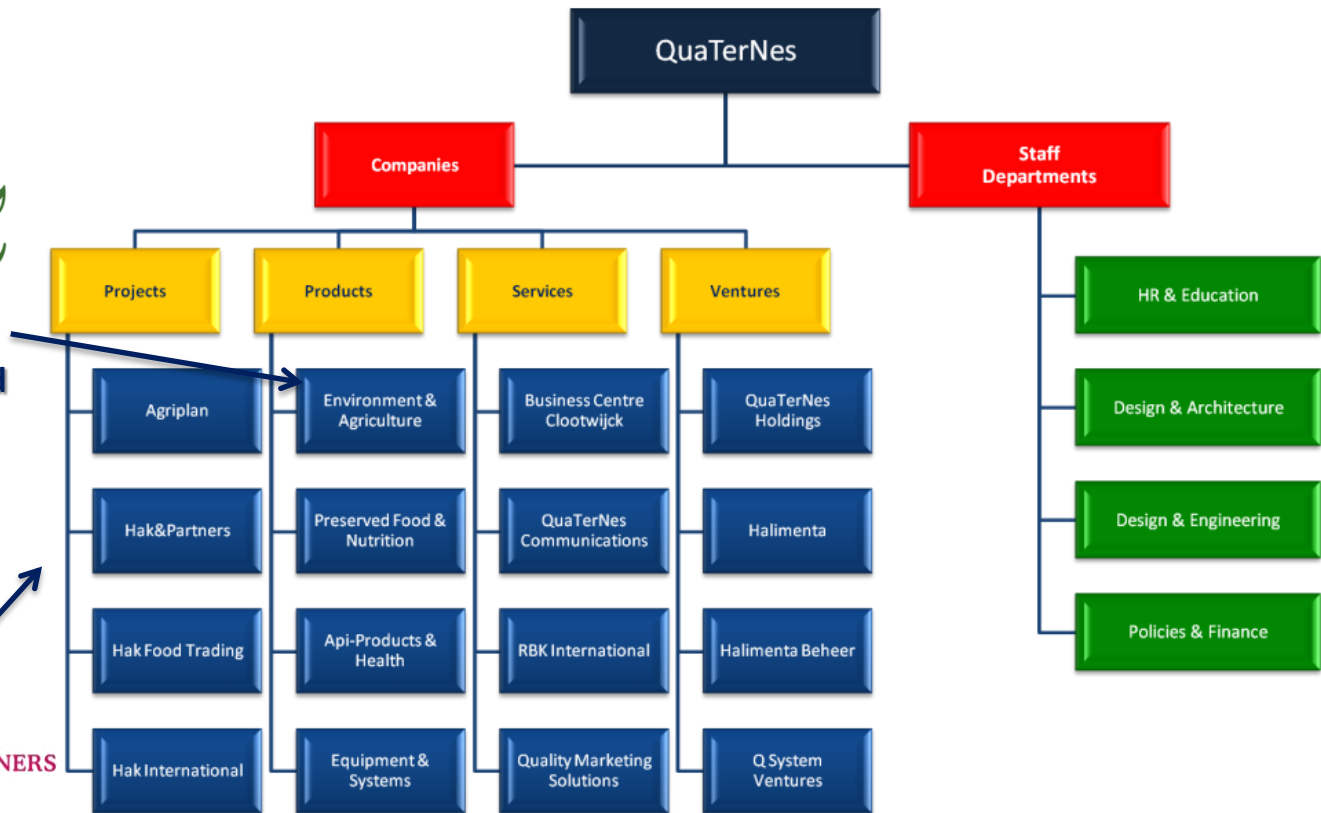 QuaTerNes
Companies
Staff
Departments
Projects
Products
Services
Ventures
HR & Education
Agriplan
Environment &
Agriculture
Business Centre
Clootwijck
QuaTerNes
Holdings
Design & Architecture
Hak&Partners
Preserved Food &
Nutrition
QuaTerNes
Communications
Halimenta
Design & Engineering
Hak Food Trading
Api-Products &
Health
RBK International
Halimenta Beheer
Policies & Finance
NERS
Hak International
Equipment &
Systems
Quality Marketing
Solutions
Q System
Ventures